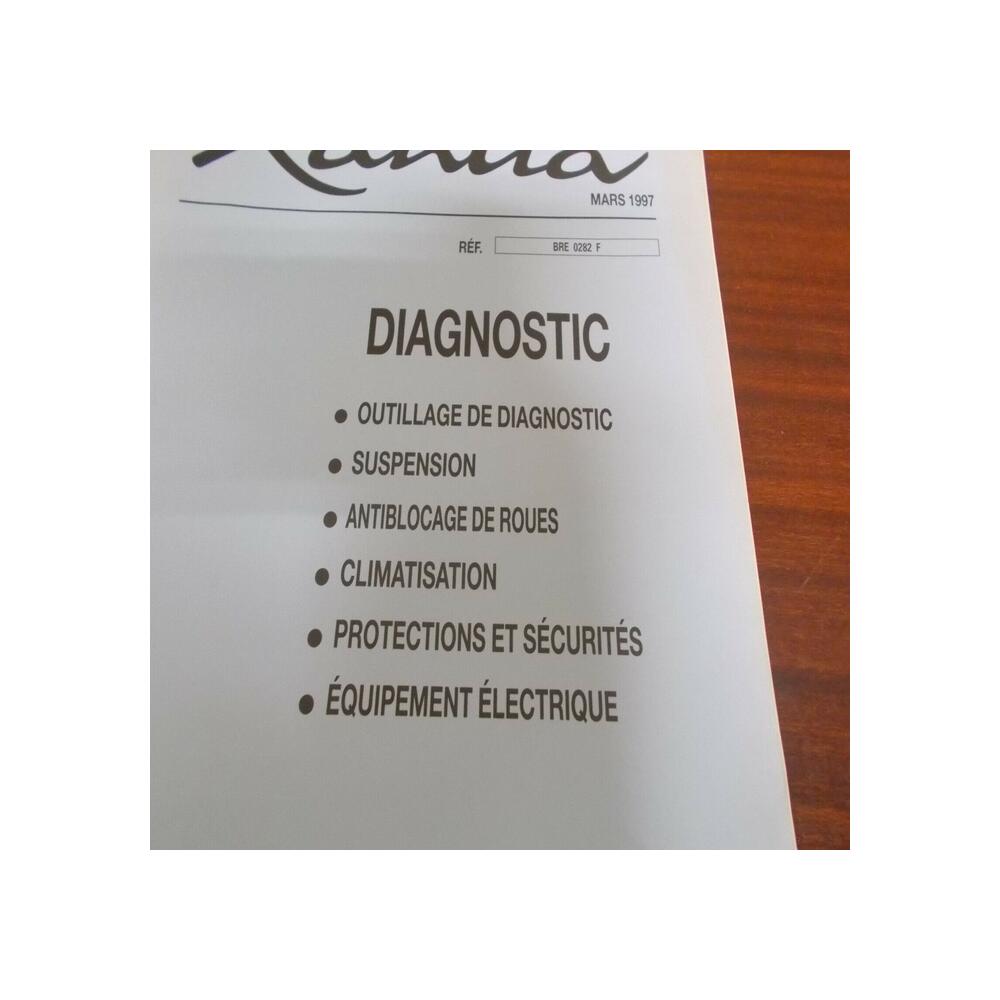 Xantia
MARS 1997
RÉF. BRE 0282 F
DIAGNOSTIC
• OUTILLAGE DE DIAGNOSTIC
• SUSPENSION
• ANTIBLOCAGE DE ROUES
• CLIMATISATION
• PROTECTIONS ET SÉCURITÉS
• ÉQUIPEMENT ÉLECTRIQUE